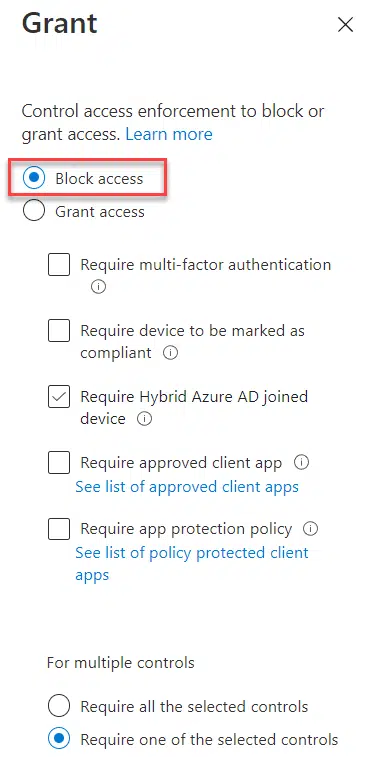 Grant
Control access enforcement to block or
grant access. Learn more
Block access
Grant access
Require multi-factor authentication
Require device to be marked as
compliant
Require Hybrid Azure AD joined
device
Require approved client app
See list of approved client apps
Require app protection policy
See list of policy protected client
apps
For multiple controls
Require all the selected controls
Require one of the selected controls